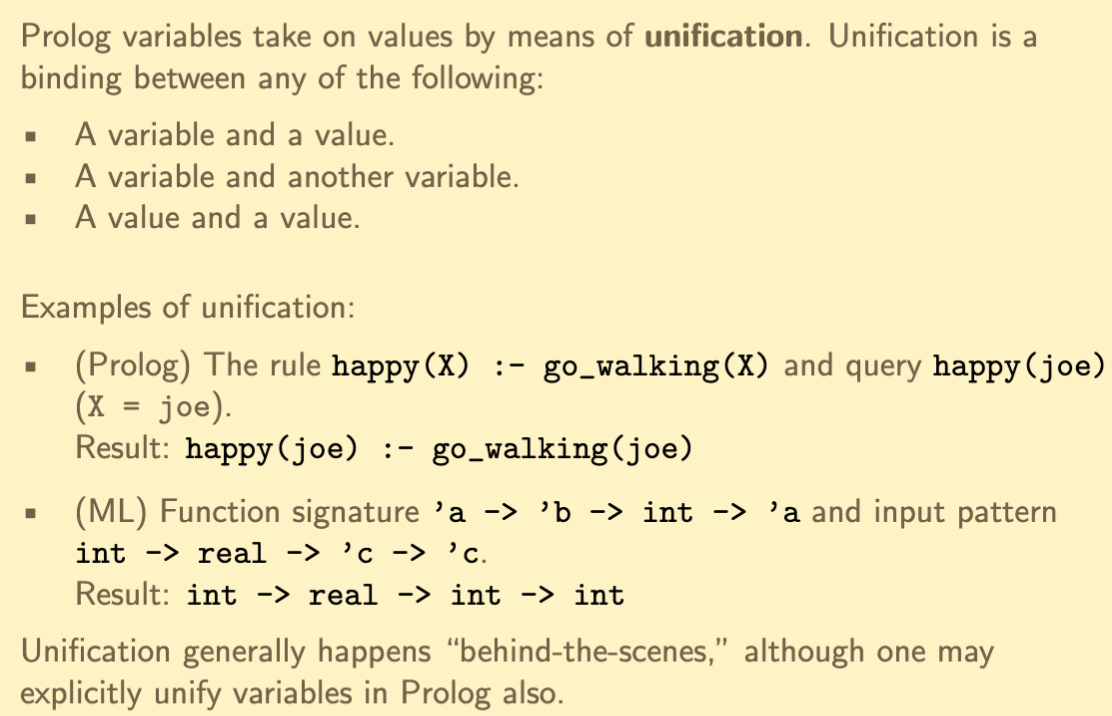 Prolog variables take on values by means of unification. Unification is a
binding between any of the following:
▪ A variable and a value.
▪ A variable and another variable.
▪ A value and a value.
Examples of unification:
▪ (Prolog) The rule happy(X) :- go_walking(X) and query happy(joe)
(X = joe).
Result: happy(joe) :- go_walking(joe)
▪ (ML) Function signature ’a -> ’b -> int -> ’a and input pattern
int -> real -> ’c -> ’c.
Result: int -> real -> int -> int
Unification generally happens “behind-the-scenes,” although one may
explicitly unify variables in Prolog also.